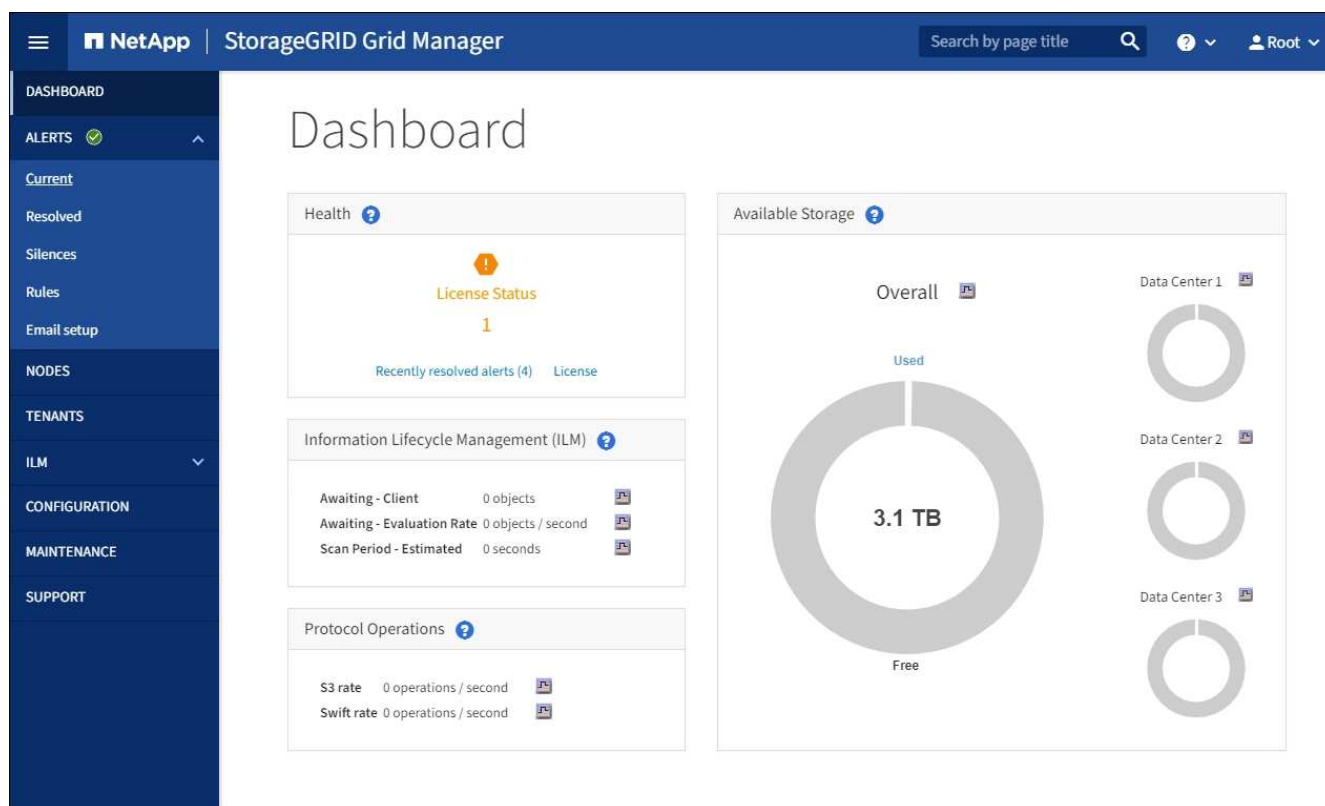 NetApp | StorageGRID Grid Manager
Search by page title
? 
Root
DASHBOARD
ALERTS
Current
Resolved
Silences
Rules
Email setup
NODES
TENANTS
ILM
CONFIGURATION
MAINTENANCE
SUPPORT
Dashboard
Health ?
!
License Status
1
Recently resolved alerts (4) License
Information Lifecycle Management (ILM) ?
Awaiting - Client 0 objects
Awaiting - Evaluation Rate 0 objects / second
Scan Period - Estimated 0 seconds
Protocol Operations ?
S3 rate 0 operations / second
Swift rate 0 operations / second
Available Storage ?
Overall
Used
3.1 TB
Free
Data Center 1
Data Center 2
Data Center 3